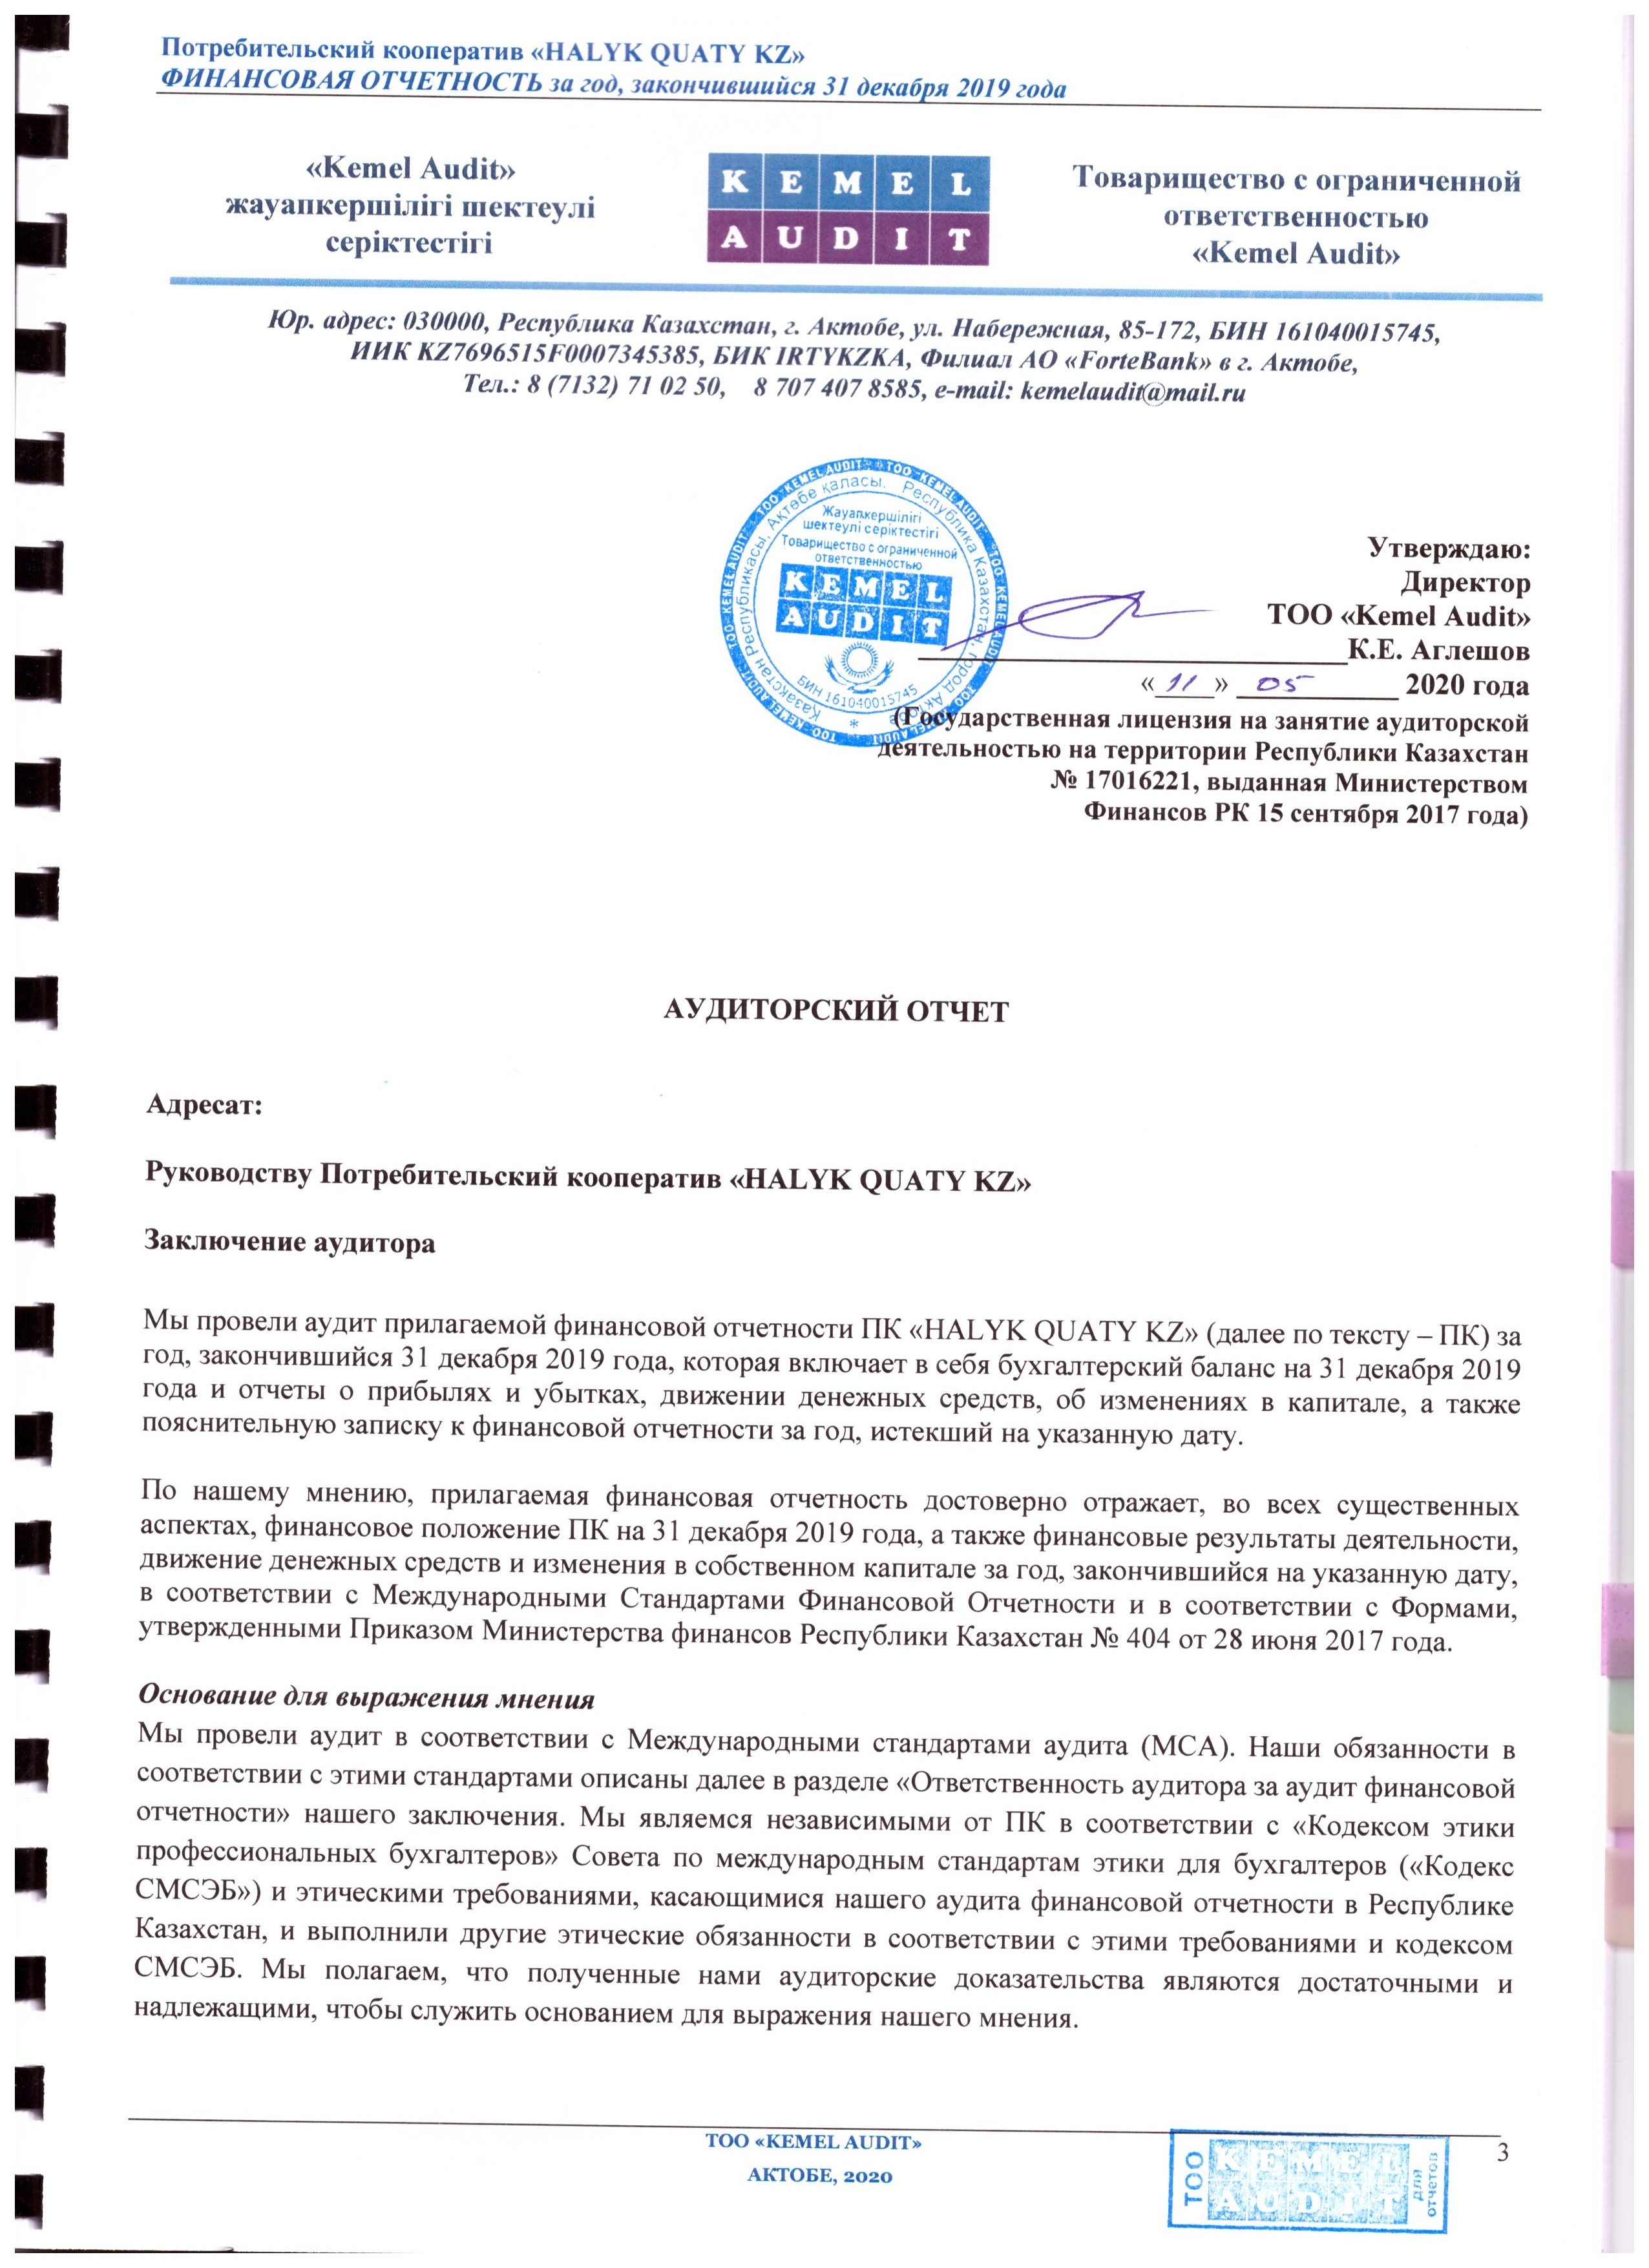 Потребительский кооператив «HALYK QUATY KZ»
ФИНАНСОВАЯ ОТЧЕТНОСТЬ за год, закончившийся 31 декабря 2019 года
«Kemel Audit»
жауапкершілігі шектеулі
серіктестігі
KEMEL
AUDIT
Товарищество с ограниченной
ответственностью
«Kemel Audit»
Юр. адрес: 030000, Республика Казахстан, г. Актобе, ул. Набережная, 85-172, БИН 161040015745,
ИИК KZ7696515F0007345385, БИК IRTYKZKA, Филиал АО «ForteBank» в г. Актобе,
Тел.: 8 (7132) 71 02 50, 8 707 407 8585, e-mail: kemelaudit@mail.ru
ТОО "KEMEL AUDIT" * ТОО "KEMEL AUDIT"
Қазақстан Республикасы, Ақтөбе қаласы. Республика Казахстан, город Актобе *
Жауапкершілігі
шектеулі серіктестігі
Товарищество с ограниченной
ответственностью
KEMEL
AUDIT
БИН 161040015745
Утверждаю:
Директор
ТОО «Kemel Audit»
К.Е. Аглешов
«11» 05 2020 года
(Государственная лицензия на занятие аудиторской
деятельностью на территории Республики Казахстан
№ 17016221, выданная Министерством
Финансов РК 15 сентября 2017 года)
АУДИТОРСКИЙ ОТЧЕТ
Адресат:
Руководству Потребительский кооператив «HALYK QUATY KZ»
Заключение аудитора
Мы провели аудит прилагаемой финансовой отчетности ПК «HALYK QUATY KZ» (далее по тексту – ПК) за
год, закончившийся 31 декабря 2019 года, которая включает в себя бухгалтерский баланс на 31 декабря 2019
года и отчеты о прибылях и убытках, движении денежных средств, об изменениях в капитале, а также
пояснительную записку к финансовой отчетности за год, истекший на указанную дату.
По нашему мнению, прилагаемая финансовая отчетность достоверно отражает, во всех существенных
аспектах, финансовое положение ПК на 31 декабря 2019 года, а также финансовые результаты деятельности,
движение денежных средств и изменения в собственном капитале за год, закончившийся на указанную дату,
в соответствии с Международными Стандартами Финансовой Отчетности и в соответствии с Формами,
утвержденными Приказом Министерства финансов Республики Казахстан № 404 от 28 июня 2017 года.
Основание для выражения мнения
Мы провели аудит в соответствии с Международными стандартами аудита (МСА). Наши обязанности в
соответствии с этими стандартами описаны далее в разделе «Ответственность аудитора за аудит финансовой
отчетности» нашего заключения. Мы являемся независимыми от ПК в соответствии с «Кодексом этики
профессиональных бухгалтеров» Совета по международным стандартам этики для бухгалтеров («Кодекс
СМСЭБ») и этическими требованиями, касающимися нашего аудита финансовой отчетности в Республике
Казахстан, и выполнили другие этические обязанности в соответствии с этими требованиями и кодексом
СМСЭБ. Мы полагаем, что полученные нами аудиторские доказательства являются достаточными и
надлежащими, чтобы служить основанием для выражения нашего мнения.
ТОО «KEMEL AUDIT»
АКТОБЕ, 2020
ТОО
KEMEL
AUDIT
для
отчетов
3